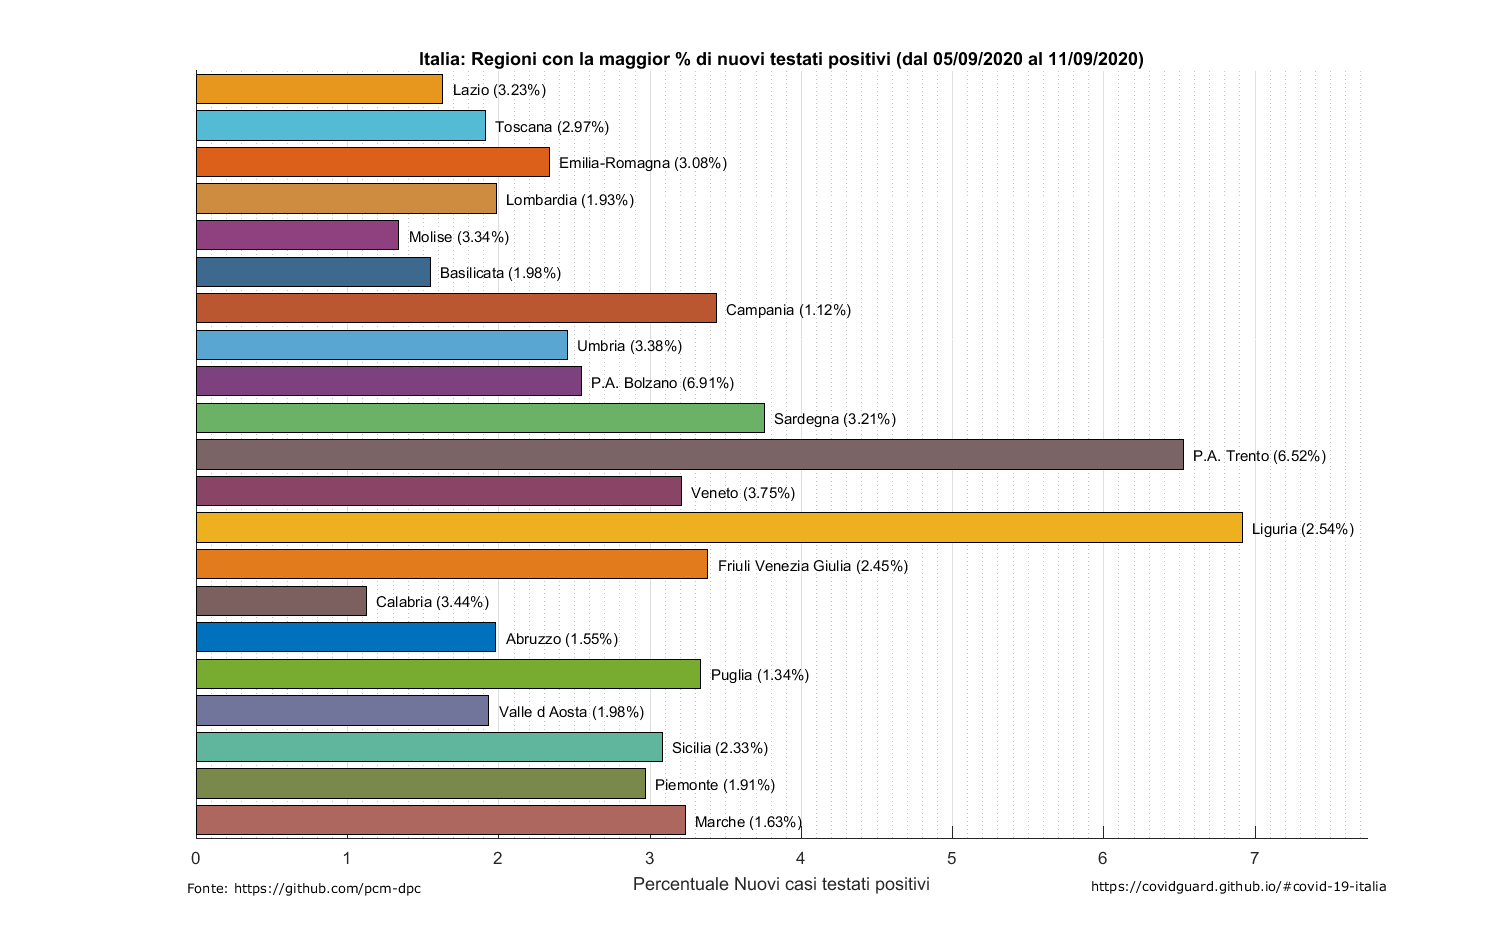 Italia: Regioni con la maggior % di nuovi testati positivi (dal 05/09/2020 al 11/09/2020)
Lazio (3.23%)
Toscana (2.97%)
Emilia-Romagna (3.08%)
Lombardia (1.93%)
Molise (3.34%)
Basilicata (1.98%)
Campania (1.12%)
Umbria (3.38%)
P.A. Bolzano (6.91%)
Sardegna (3.21%)
P.A. Trento (6.52%)
Veneto (3.75%)
Liguria (2.54%)
Friuli Venezia Giulia (2.45%)
Calabria (3.44%)
Abruzzo (1.55%)
Puglia (1.34%)
Valle d Aosta (1.98%)
Sicilia (2.33%)
Piemonte (1.91%)
Marche (1.63%)
0 1 2 3 4 5 6 7
Percentuale Nuovi casi testati positivi
Fonte: https://github.com/pcm-dpc
https://covidguard.github.io/#covid-19-italia